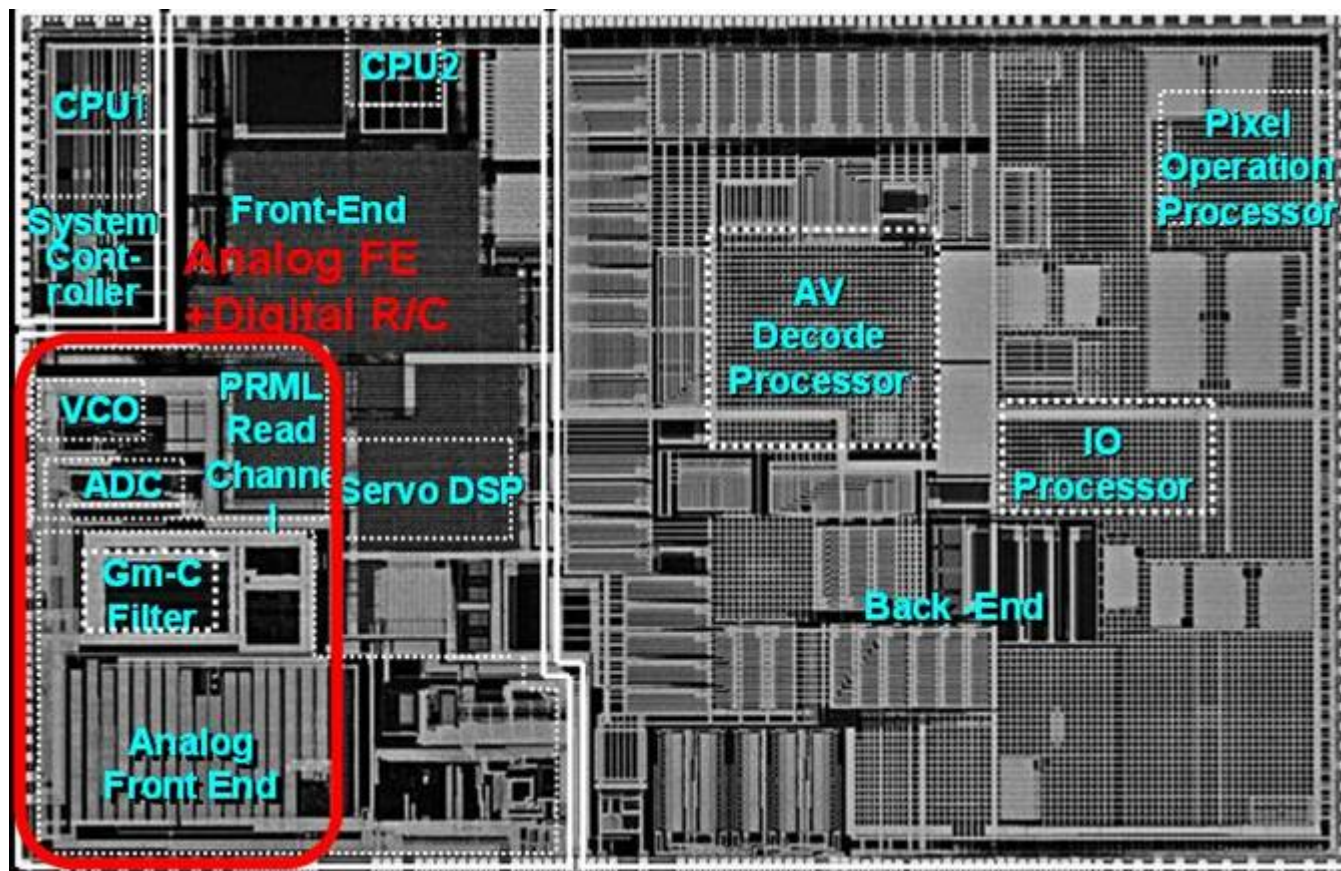 CPU1
System
Cont-
roller
CPU2
Front-End
Analog FE
+Digital R/C
VCO
ADC
PRML
Read
Channel
Servo DSP
Gm-C
Filter
Analog
Front End
AV
Decode
Processor
Pixel
Operation
Processor
IO
Processor
Back -End